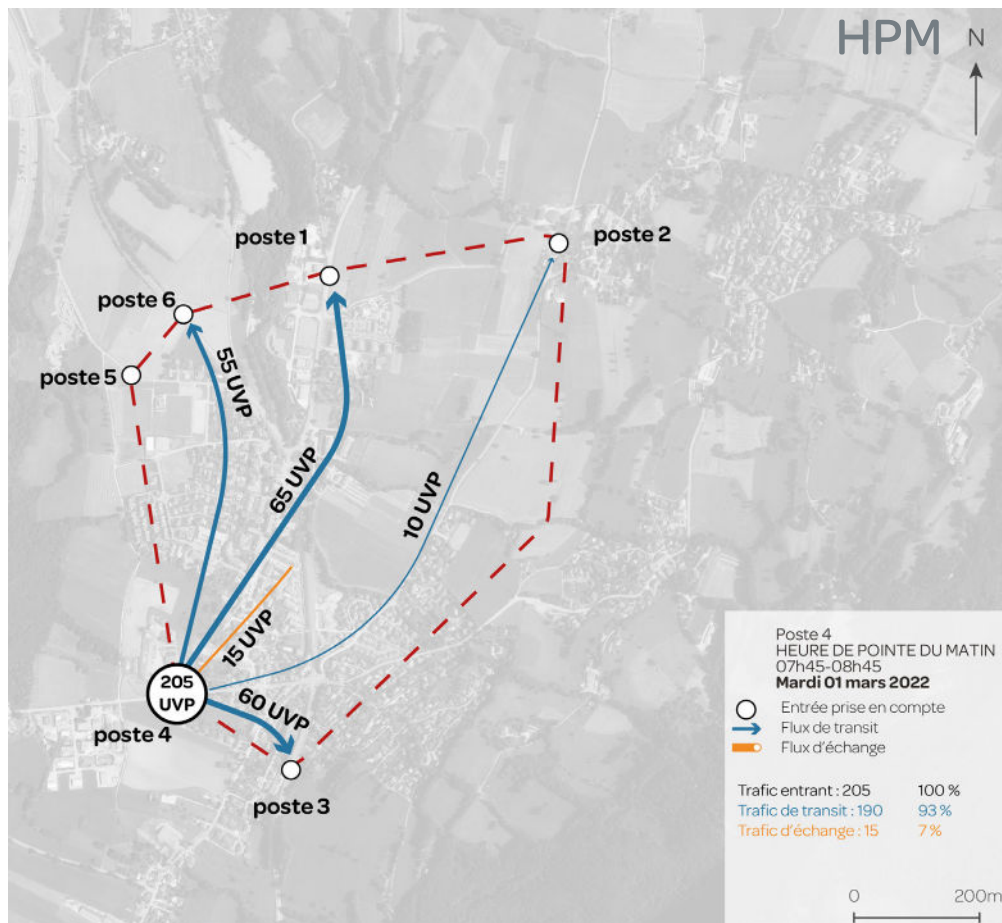 HPM
N
poste 1
poste 2
poste 6
poste 5
55 UVP
65 UVP
10 UVP
15 UVP
205
UVP
60 UVP
poste 4
poste 3
Poste 4
HEURE DE POINTE DU MATIN
07h45-08h45
Mardi 01 mars 2022
Entrée prise en compte
Flux de transit
Flux d'échange
Trafic entrant : 205 100 %
Trafic de transit : 190 93 %
Trafic d'échange : 15 7 %
0 200m